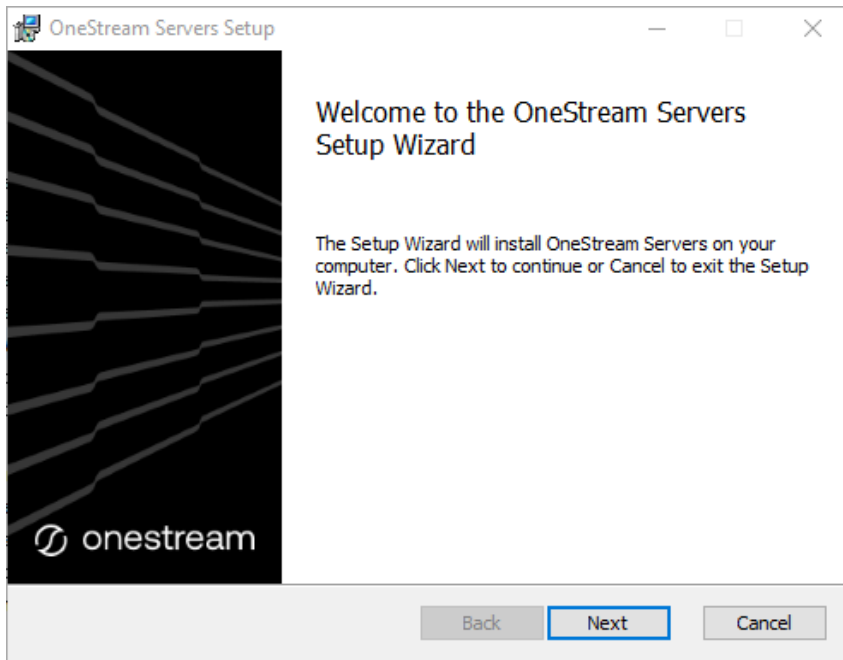 OneStream Servers Setup
Welcome to the OneStream Servers
Setup Wizard
The Setup Wizard will install OneStream Servers on your
computer. Click Next to continue or Cancel to exit the Setup
Wizard.
onestream
Back Next Cancel